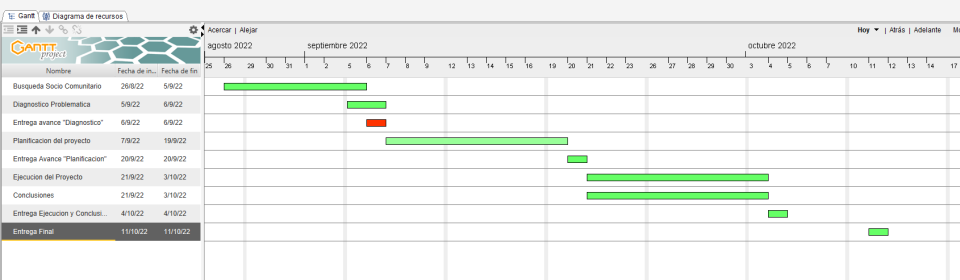 Gantt Diagrama de recursos
Acercar | Alejar Hoy | Atrás | Adelante
GANTT project
agosto 2022 septiembre 2022 octubre 2022
Nombre Fecha de in... Fecha de fin
25 26 29 30 31 1 2 5 6 7 8 9 12 13 14 15 16 19 20 21 22 23 26 27 28 29 30 3 4 5 6 7 10 11 12 13 14 17
Busqueda Socio Comunitario 26/8/22 5/9/22
Diagnostico Problematica 5/9/22 6/9/22
Entrega avance "Diagnostico" 6/9/22 6/9/22
Planificacion del proyecto 7/9/22 19/9/22
Entrega Avance "Planificacion" 20/9/22 20/9/22
Ejecucion del Proyecto 21/9/22 3/10/22
Conclusiones 21/9/22 3/10/22
Entrega Ejecucion y Conclusi... 4/10/22 4/10/22
Entrega Final 11/10/22 11/10/22